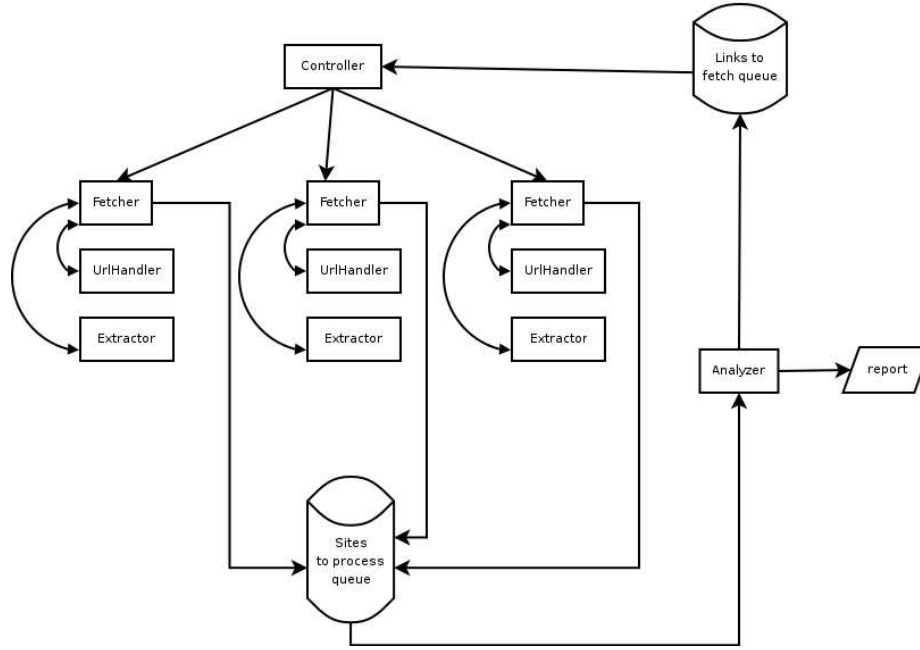 Links to
fetch queue
Controller
Fetcher
Fetcher
Fetcher
UrlHandler
UrlHandler
UrlHandler
Extractor
Extractor
Extractor
Analyzer
report
Sites
to process
queue